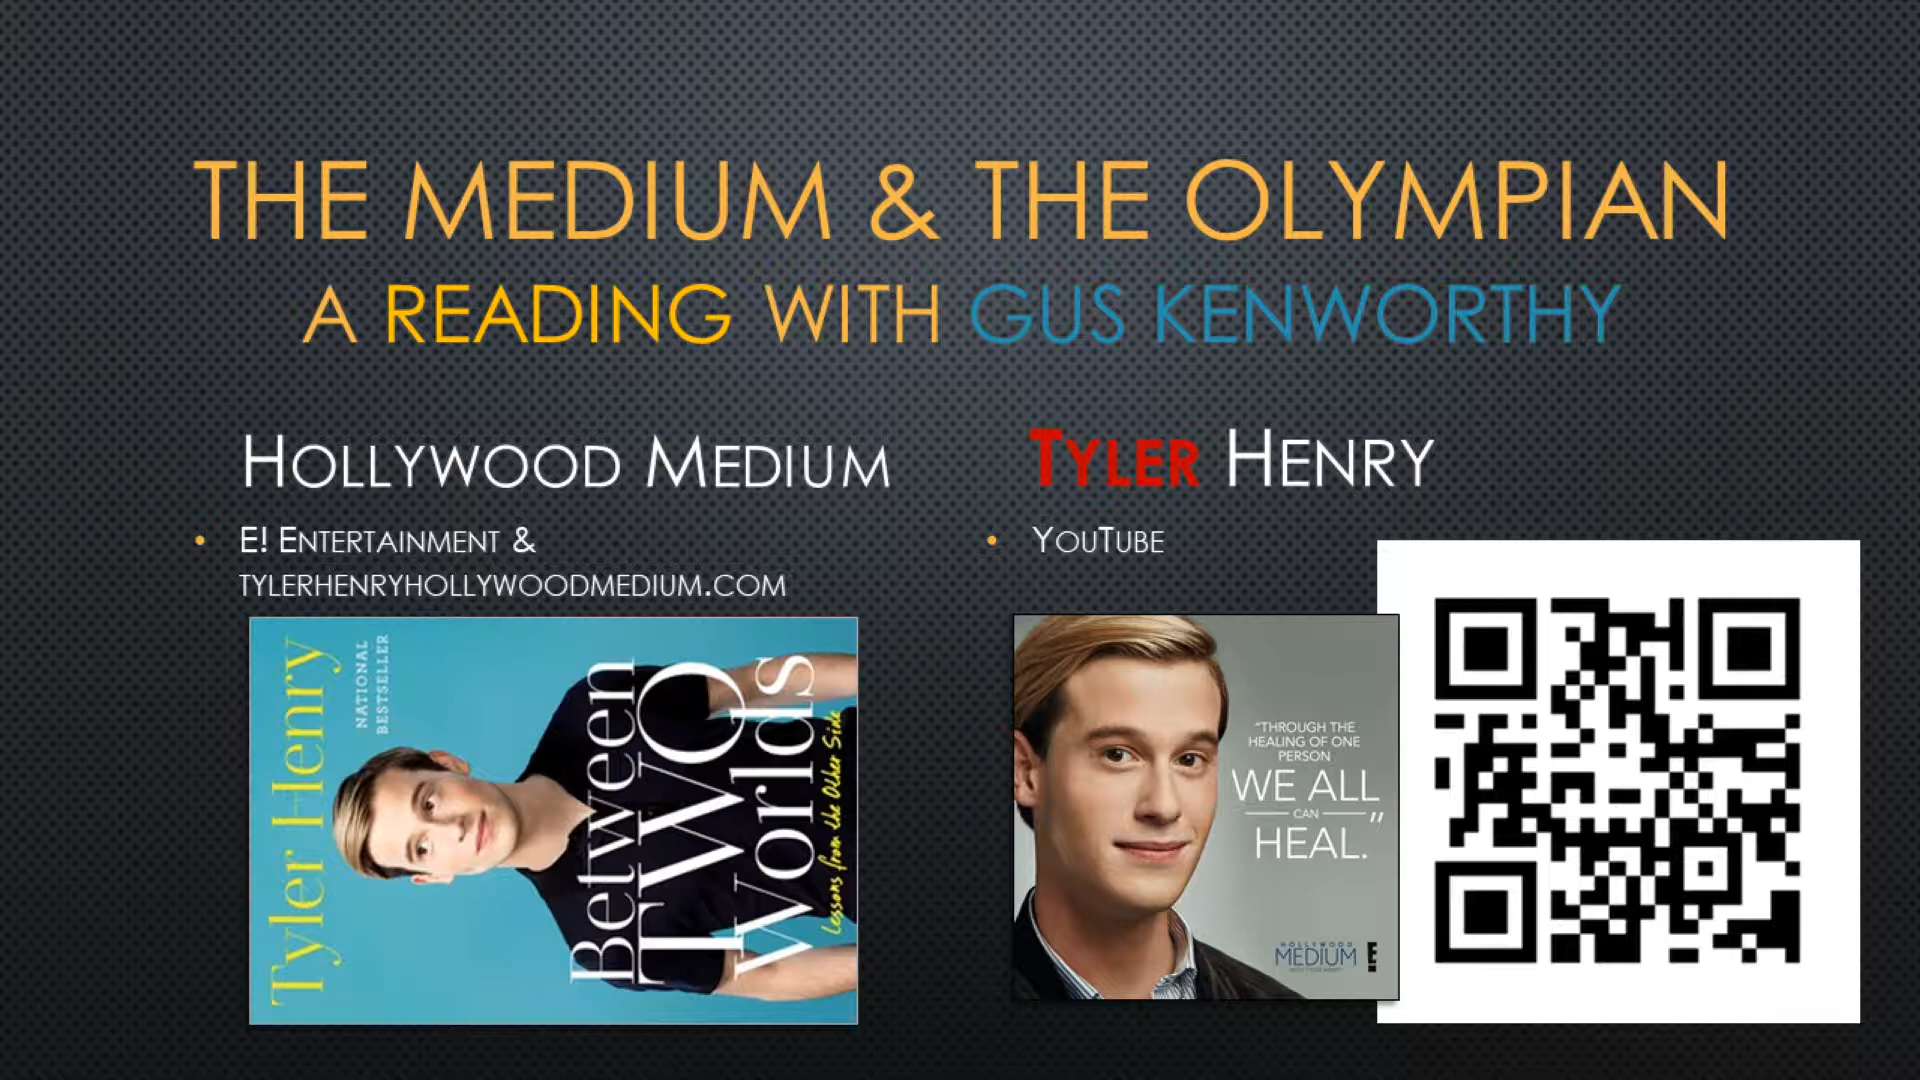 THE MEDIUM & THE OLYMPIAN
A READING WITH GUS KENWORTHY
HOLLYWOOD MEDIUM
• E! ENTERTAINMENT &
TYLERHENRYHOLLYWOODMEDIUM.COM
Tyler Henry
NATIONAL
BESTSELLER
Between
TWO
Worlds
Lessons from the Other Side
TYLER HENRY
• YOUTUBE
"THROUGH THE
HEALING OF ONE
PERSON
WE ALL
CAN
HEAL."
HOLLYWOOD
MEDIUM E!